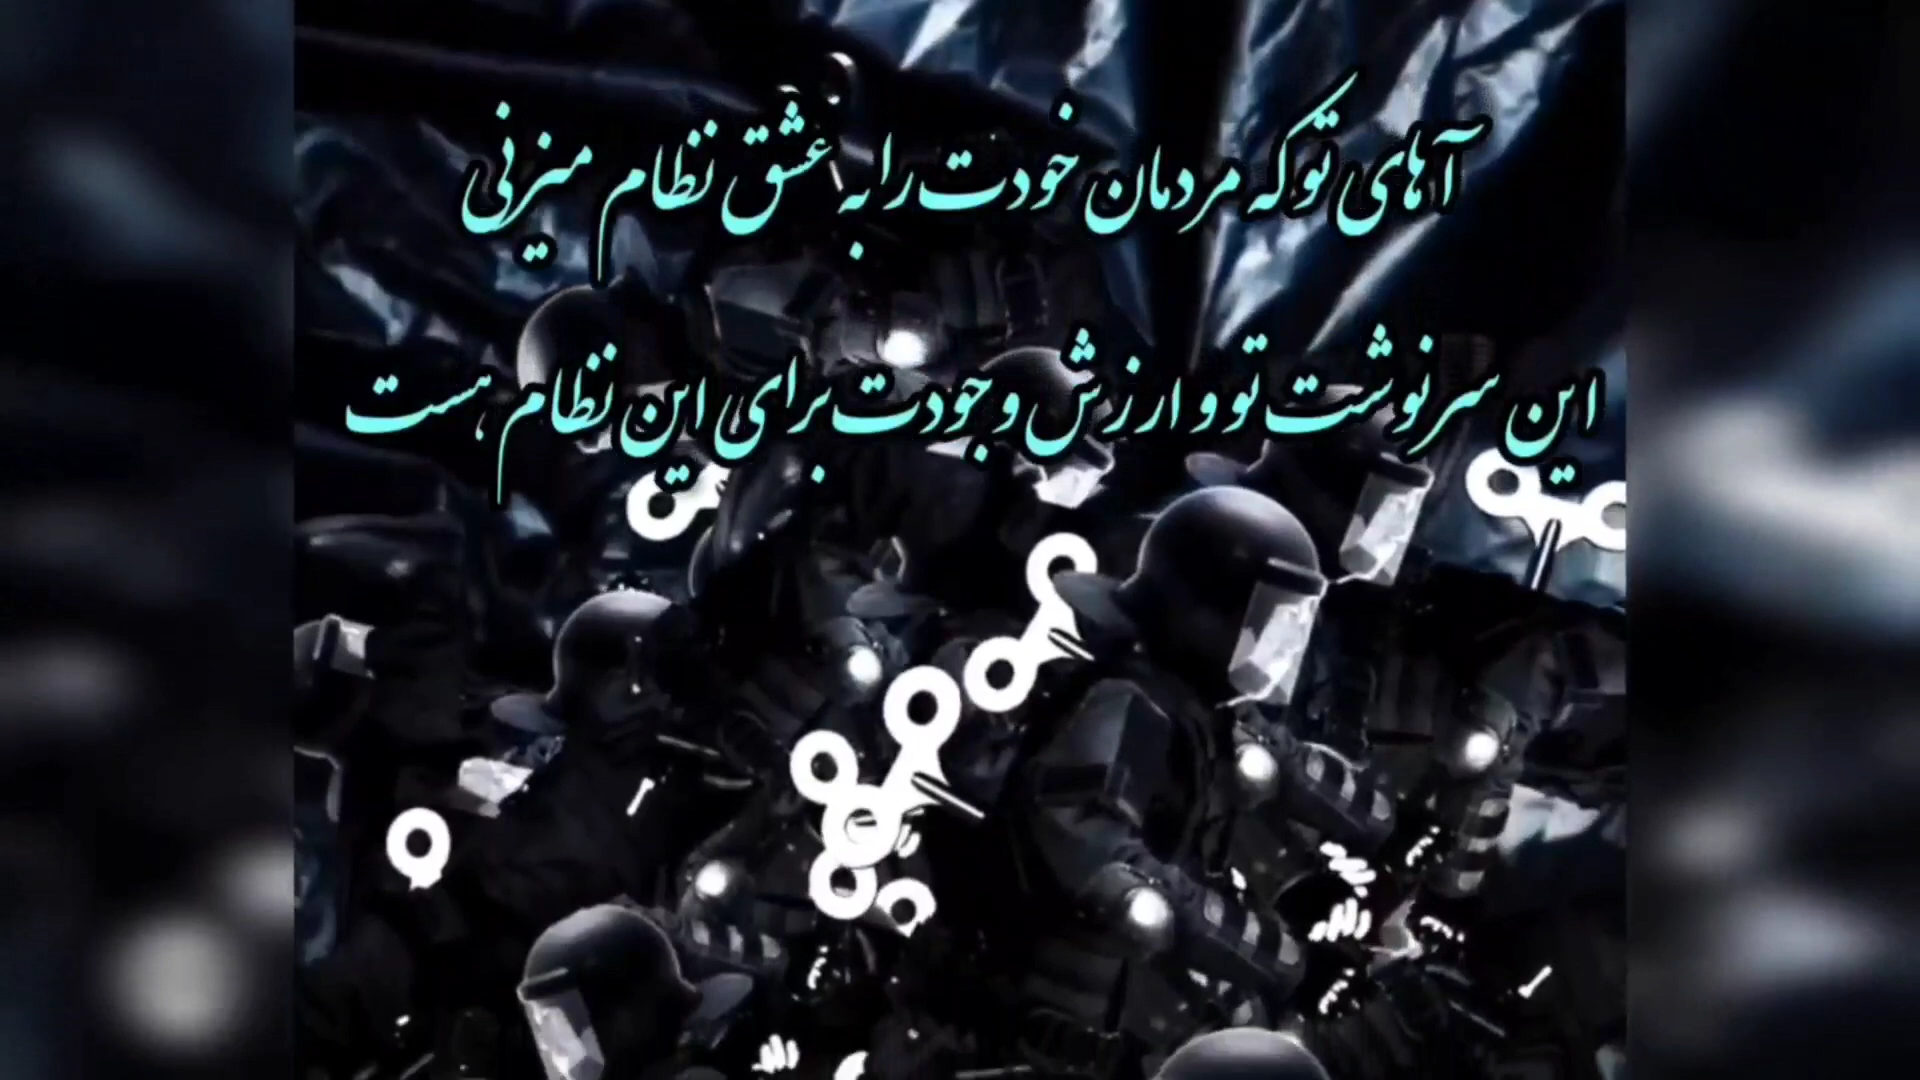 آهای تو که مردمان خودت را به عشق نظام میزنی
این سرنوشت تو و ارزش وجودت برای این نظام هست